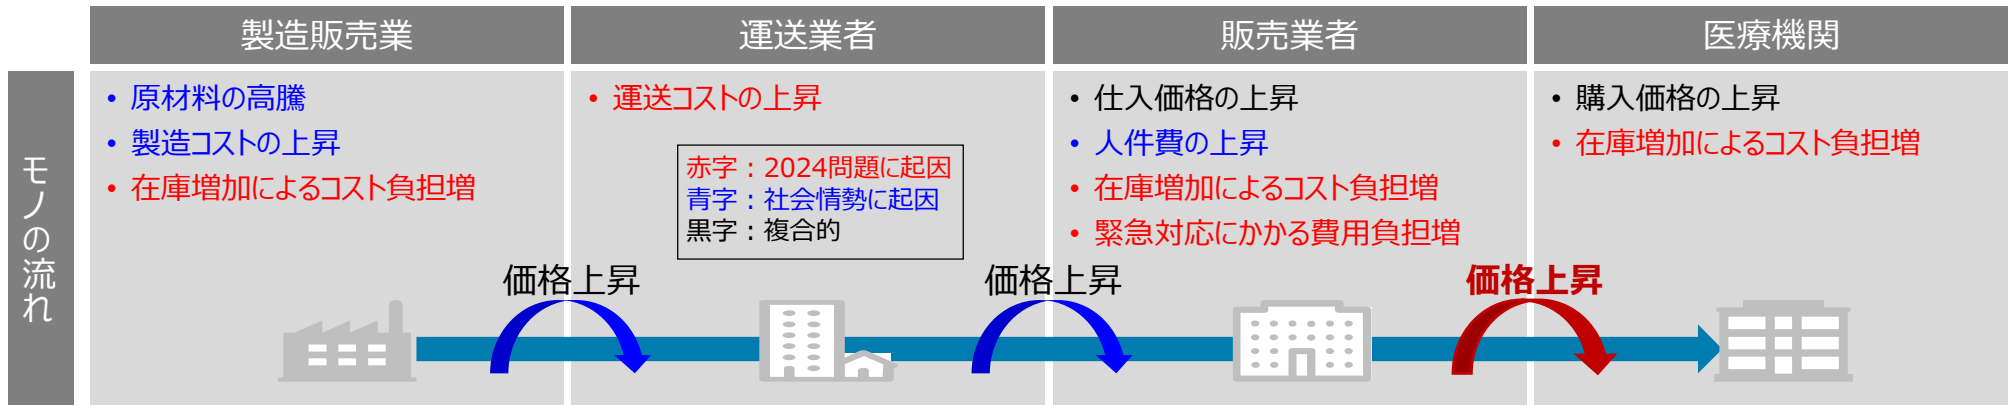 製造販売業
運送業者
販売業者
医療機関
モノの流れ
• 原材料の高騰
• 製造コストの上昇
• 在庫増加によるコスト負担増
• 運送コストの上昇
赤字：2024問題に起因
青字：社会情勢に起因
黒字：複合的
• 仕入価格の上昇
• 人件費の上昇
• 在庫増加によるコスト負担増
• 緊急対応にかかる費用負担増
• 購入価格の上昇
• 在庫増加によるコスト負担増
価格上昇
価格上昇
価格上昇